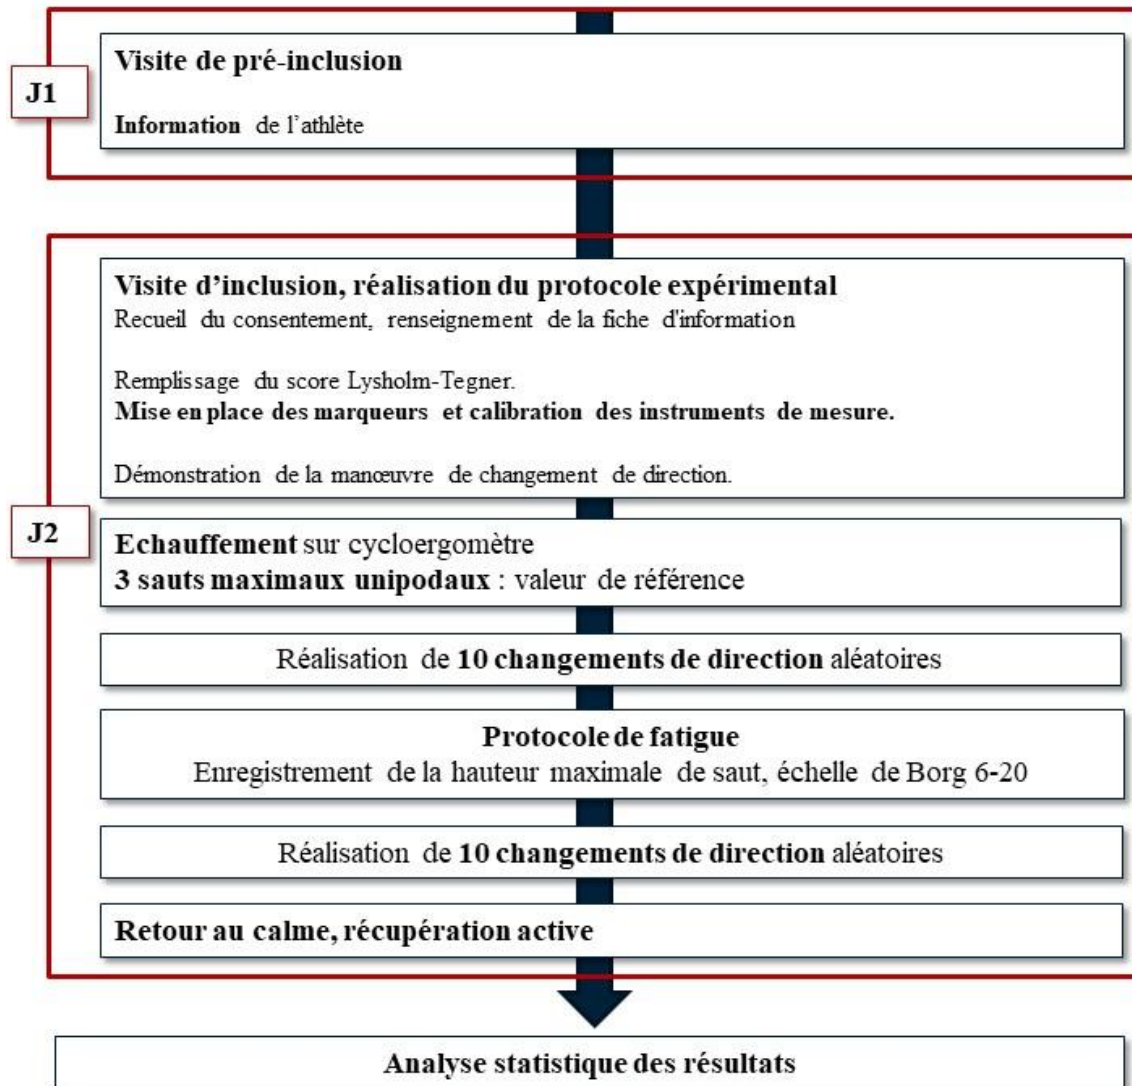 J1
Visite de pré-inclusion
Information de l'athlète
J2
Visite d'inclusion, réalisation du protocole expérimental
Recueil du consentement, renseignement de la fiche d'information
Remplissage du score Lysholm-Tegner.
Mise en place des marqueurs et calibration des instruments de mesure.
Démonstration de la manœuvre de changement de direction.
Echauffement sur cycloergomètre
3 sauts maximaux unipodaux : valeur de référence
Réalisation de 10 changements de direction aléatoires
Protocole de fatigue
Enregistrement de la hauteur maximale de saut, échelle de Borg 6-20
Réalisation de 10 changements de direction aléatoires
Retour au calme, récupération active
Analyse statistique des résultats